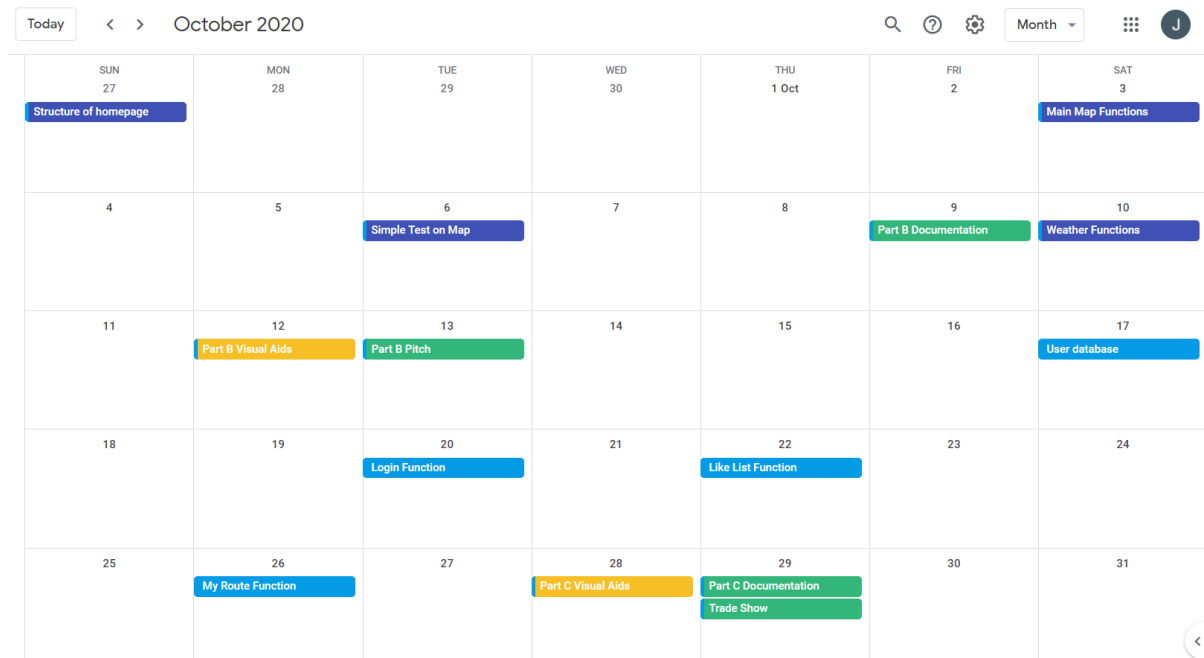 Today
October 2020
Month
J
SUN MON TUE WED THU FRI SAT
27 28 29 30 1 Oct 2 3
Structure of homepage Main Map Functions
4 5 6 7 8 9 10
Simple Test on Map Part B Documentation Weather Functions
11 12 13 14 15 16 17
Part B Visual Aids Part B Pitch User database
18 19 20 21 22 23 24
Login Function Like List Function
25 26 27 28 29 30 31
My Route Function Part C Visual Aids Part C Documentation
Trade Show